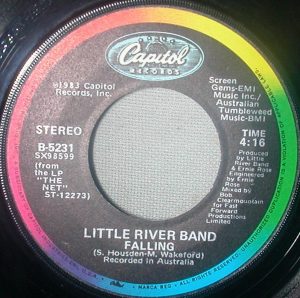 Capitol
RECORDS
©1983 Capitol
Records, Inc.
Screen
Gems-EMI
Music Inc./
Australian
Tumbleweed
Music-BMI
STEREO
B-5231
SX98599
(from
the LP
"THE
NET"
ST-12273)
TIME
4:16
Produced by
Little
River Band
& Ernie Rose
Engineered by
Ernie
Rose
Mixed by
Bob
Clearmountain
for Fast
Forward
Productions
Limited
LITTLE RIVER BAND
FALLING
(S. Housden-M. Wakeford)
Recorded In Australia
MARCA REG.